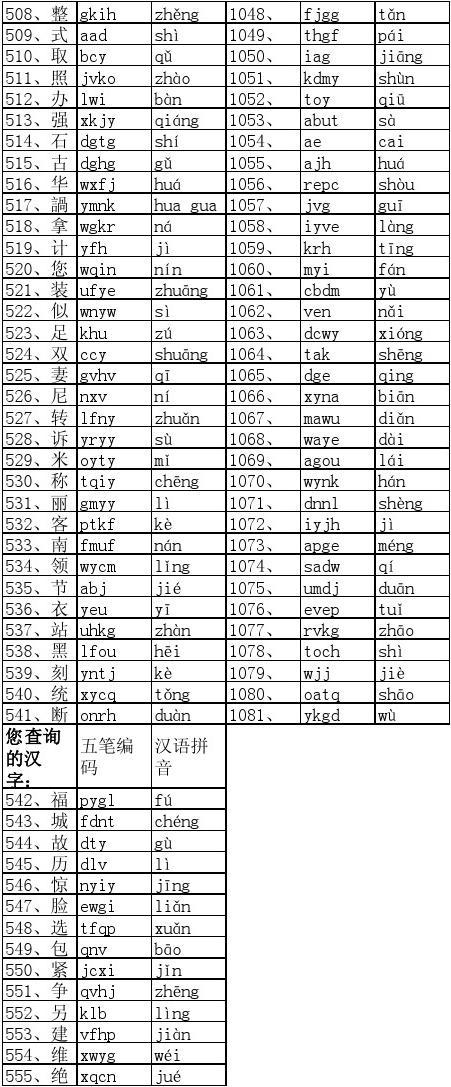 508、整 gkih zhěng 1048、 fjgg tǎn
509、式 aad shì 1049、 thgf pái
510、取 bcy qǔ 1050、 iag jiāng
511、照 jvko zhào 1051、 kdmy shùn
512、办 lwi bàn 1052、 toy qiū
513、强 xkjy qiáng 1053、 abut sà
514、石 dgtg shí 1054、 ae cai
515、古 dghg gǔ 1055、 ajh huá
516、华 wxfj huá 1056、 repc shòu
517、謁 ymnk hua gua 1057、 jvg guī
518、拿 wgkr ná 1058、 iyve làng
519、计 yfh jì 1059、 krh tīng
520、您 wqin nín 1060、 myi fán
521、装 ufye zhuāng 1061、 cbdm yù
522、似 wnyw sì 1062、 ven nǎi
523、足 khu zú 1063、 dcwy xióng
524、双 ccy shuāng 1064、 tak shēng
525、妻 gvhv qī 1065、 dge qing
526、尼 nxv ní 1066、 xyna biān
527、转 lfny zhuǎn 1067、 mawu diǎn
528、诉 yryy sù 1068、 waye dài
529、米 oyty mǐ 1069、 agou lái
530、称 tqiy chēng 1070、 wynk hán
531、丽 gmyy lì 1071、 dnnl shèng
532、客 ptkf kè 1072、 iyjh jì
533、南 fmuf nán 1073、 apge méng
534、领 wycm lǐng 1074、 sadw qí
535、节 abj jié 1075、 umdj duān
536、衣 yeu yī 1076、 evep tuǐ
537、站 uhkg zhàn 1077、 rvkg zhāo
538、黑 lfou hēi 1078、 toch shì
539、刻 yntj kè 1079、 wjj jiè
540、统 xycq tǒng 1080、 oatq shāo
541、断 onrh duàn 1081、 ykgd wù
您查询的汉字： 五笔编码 汉语拼音
542、福 pygl fú
543、城 fdnt chéng
544、故 dty gù
545、历 dlv lì
546、惊 nyiy jīng
547、脸 ewgi liǎn
548、选 tfqp xuǎn
549、包 qnv bāo
550、紧 jcxi jǐn
551、争 qvhj zhēng
552、另 klb lìng
553、建 vfhp jiàn
554、维 xwyg wéi
555、绝 xqcn jué